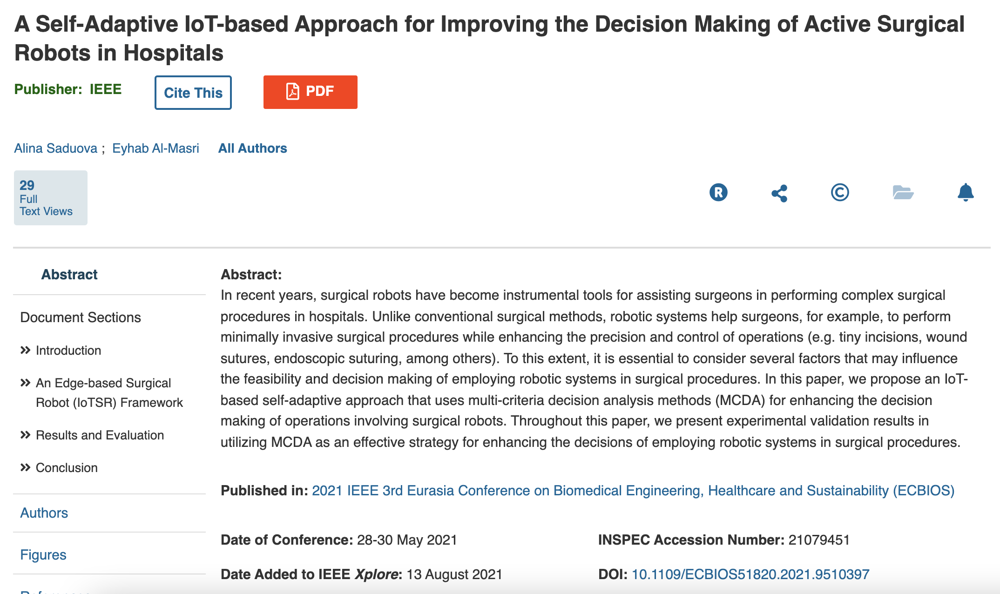 A Self-Adaptive IoT-based Approach for Improving the Decision Making of Active Surgical
Robots in Hospitals
Publisher: IEEE
Cite This
PDF
Alina Saduova ; Eyhab Al-Masri All Authors
29
Full
Text Views
R
C
Abstract
Document Sections
Introduction
An Edge-based Surgical
Robot (IoTSR) Framework
Results and Evaluation
Conclusion
Authors
Figures
Abstract:
In recent years, surgical robots have become instrumental tools for assisting surgeons in performing complex surgical
procedures in hospitals. Unlike conventional surgical methods, robotic systems help surgeons, for example, to perform
minimally invasive surgical procedures while enhancing the precision and control of operations (e.g. tiny incisions, wound
sutures, endoscopic suturing, among others). To this extent, it is essential to consider several factors that may influence
the feasibility and decision making of employing robotic systems in surgical procedures. In this paper, we propose an IoT-
based self-adaptive approach that uses multi-criteria decision analysis methods (MCDA) for enhancing the decision
making of operations involving surgical robots. Throughout this paper, we present experimental validation results in
utilizing MCDA as an effective strategy for enhancing the decisions of employing robotic systems in surgical procedures.
Published in: 2021 IEEE 3rd Eurasia Conference on Biomedical Engineering, Healthcare and Sustainability (ECBIOS)
Date of Conference: 28-30 May 2021
INSPEC Accession Number: 21079451
Date Added to IEEE Xplore: 13 August 2021
DOI: 10.1109/ECBIOS51820.2021.9510397